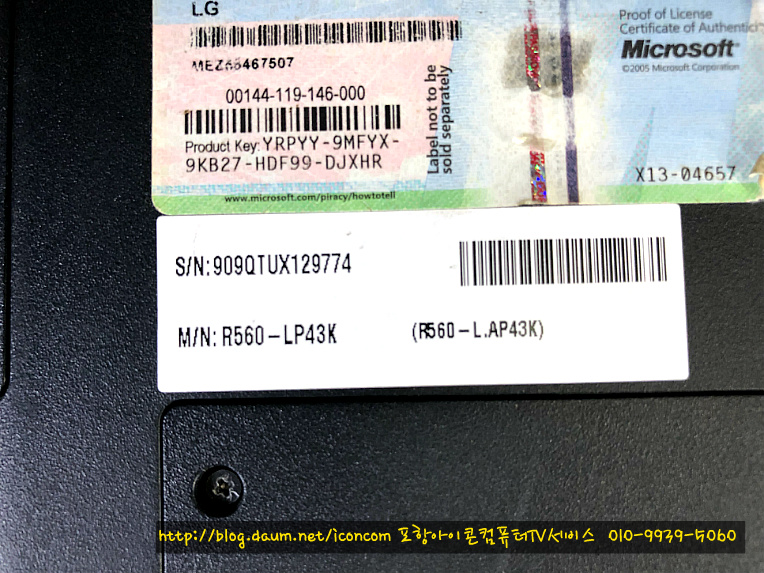 LG
Proof of License
Certificate of Authentici
Microsoft®
©2005 Microsoft Corporation
MEZA6467507
00144-119-146-000
Product Key: YRPYY-9MFYX-
9KB27-HDF99-DJXHR
Label not to be
sold separately
X13-04657
www.microsoft.com/piracy/howtotell
S/N:909QTUX129774
M/N: R560-LP43K (R560-L.AP43K)
http://blog.daum.net/iconcom 포항아이콘컴퓨터TV서비스 010-9939-5060